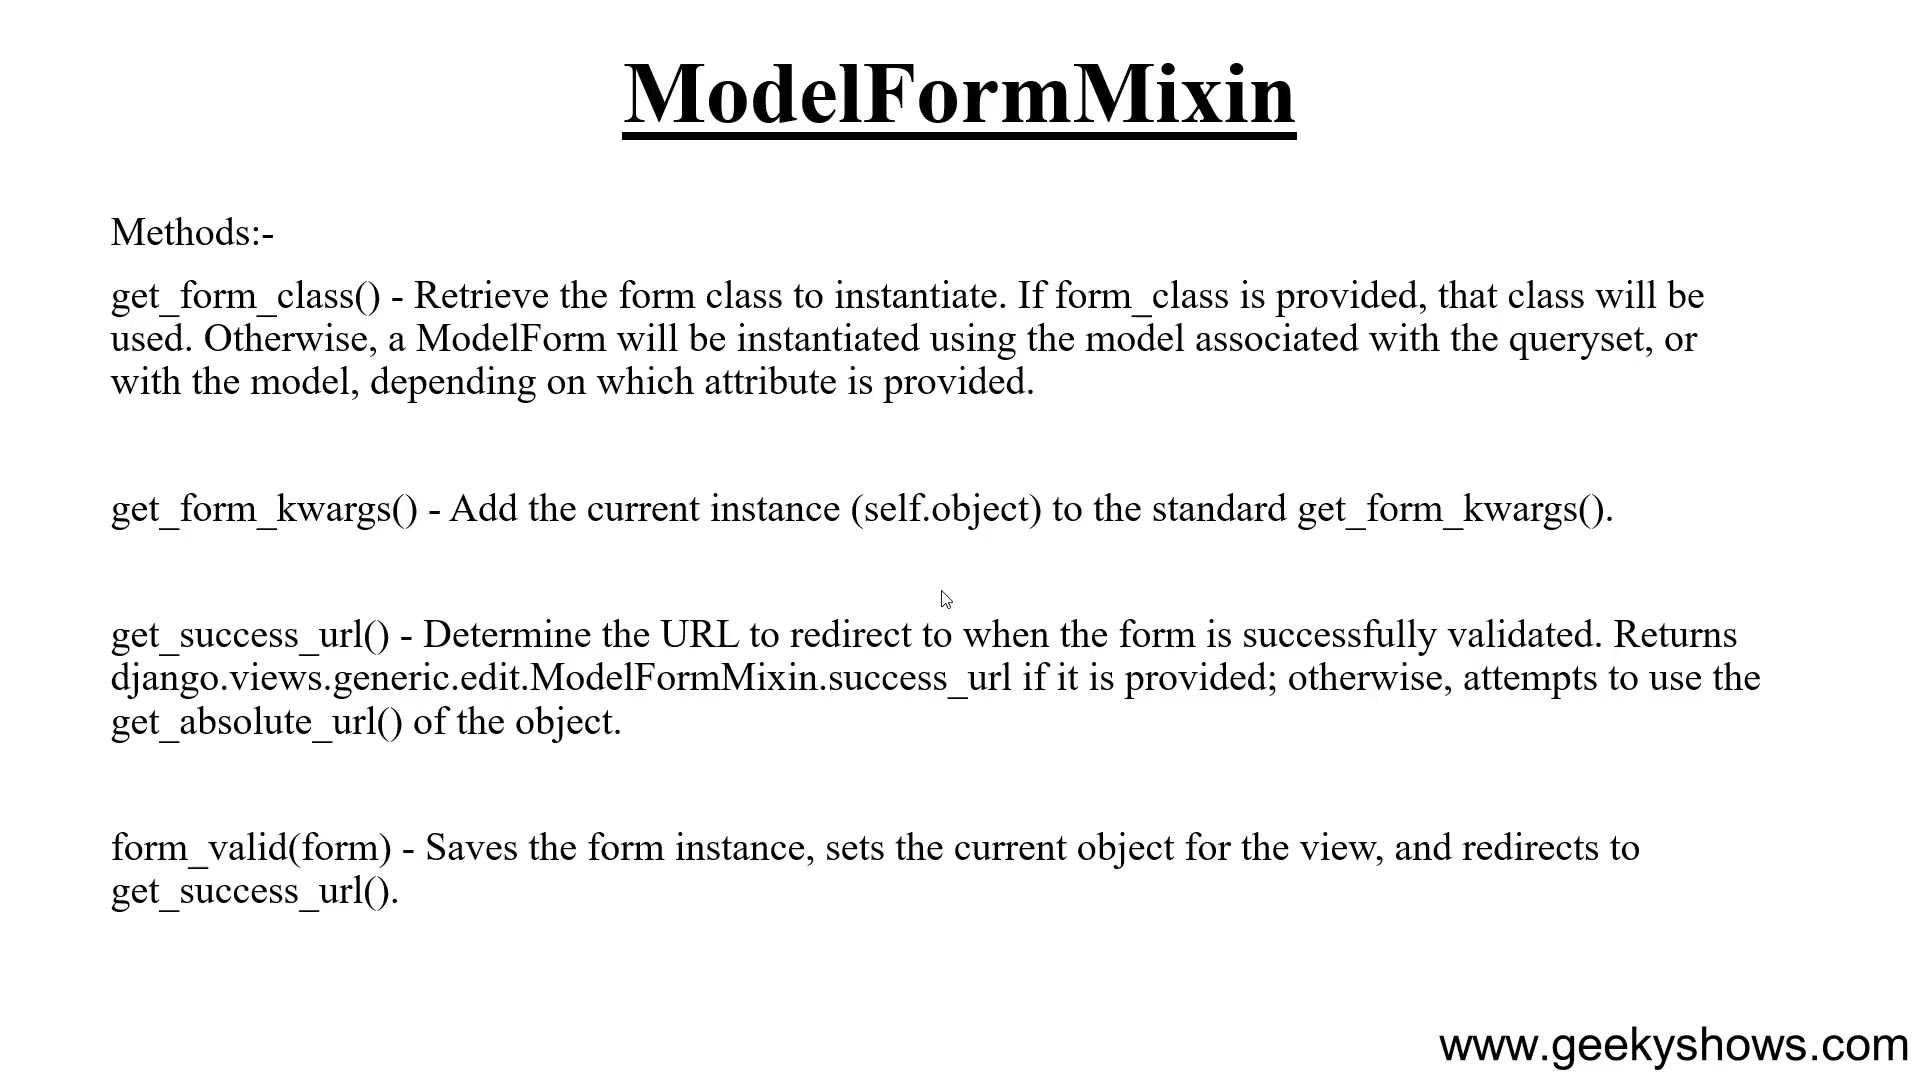 ModelFormMixin
Methods:-
get_form_class() - Retrieve the form class to instantiate. If form_class is provided, that class will be
used. Otherwise, a ModelForm will be instantiated using the model associated with the queryset, or
with the model, depending on which attribute is provided.
get_form_kwargs() - Add the current instance (self.object) to the standard get_form_kwargs().
get_success_url() - Determine the URL to redirect to when the form is successfully validated. Returns
django.views.generic.edit.ModelFormMixin.success_url if it is provided; otherwise, attempts to use the
get_absolute_url() of the object.
form_valid(form) - Saves the form instance, sets the current object for the view, and redirects to
get_success_url().
www.geekyshows.com